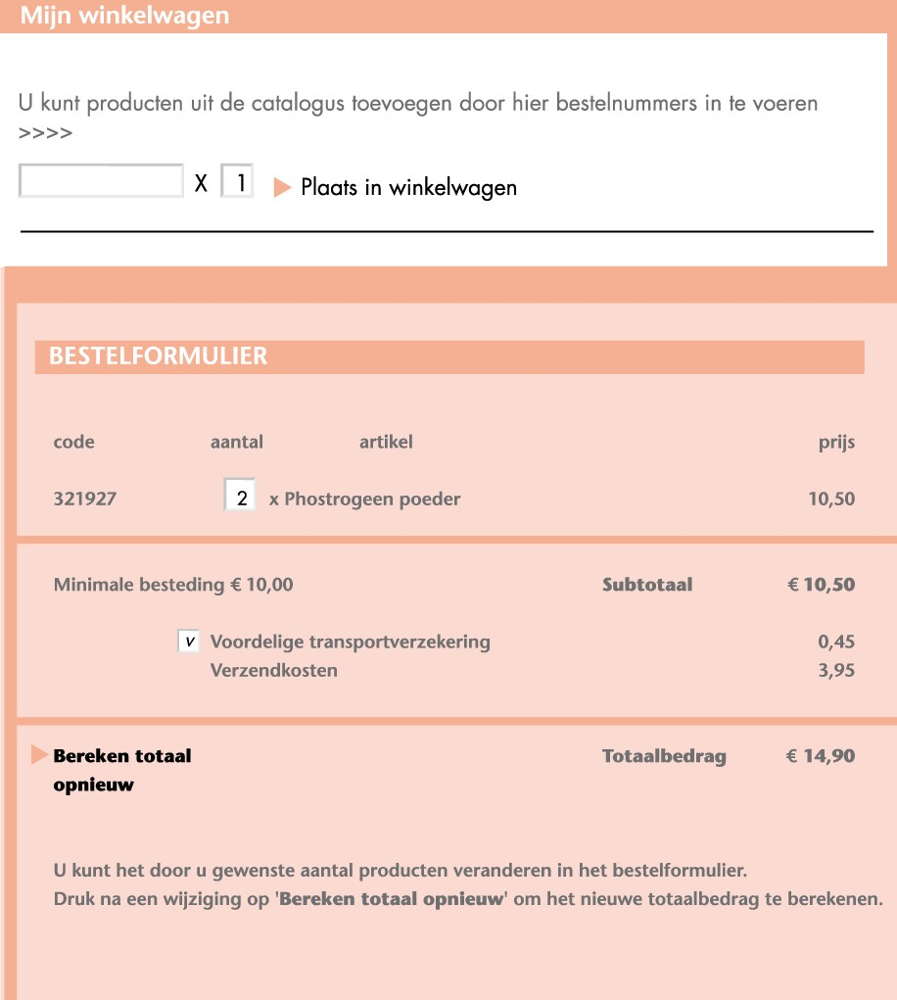 Mijn winkelwagen
U kunt producten uit de catalogus toevoegen door hier bestelnummers in te voeren
>>>>
X 1 Plaats in winkelwagen
BESTELFORMULIER
code aantal artikel prijs
321927 2 x Phostrogeen poeder 10,50
Minimale besteding € 10,00 Subtotaal € 10,50
v Voordelige transportverzekering 0,45
Verzendkosten 3,95
Bereken totaal Totaalbedrag € 14,90
opnieuw
U kunt het door u gewenste aantal producten veranderen in het bestelformulier.
Druk na een wijziging op 'Bereken totaal opnieuw' om het nieuwe totaalbedrag te berekenen.